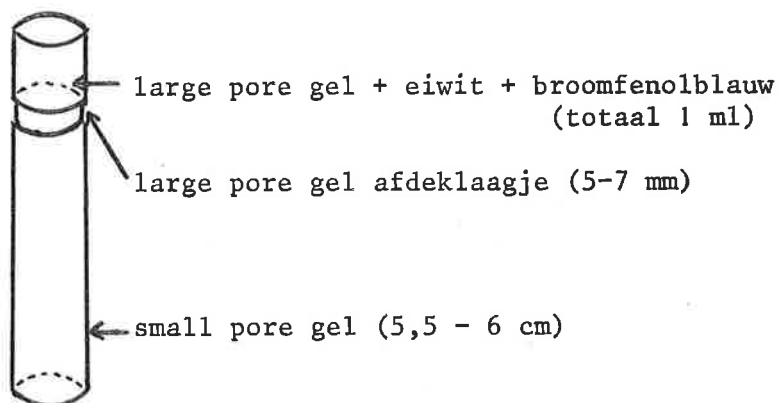 large pore gel + eiwit + broomfenolblauw
(totaal 1 ml)
large pore gel afdeklaagje (5-7 mm)
small pore gel (5,5 - 6 cm)